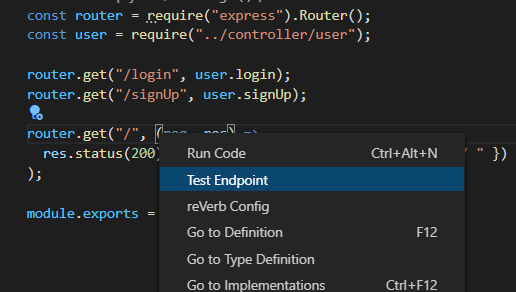 const router = require("express").Router();
const user = require("../controller/user");
router.get("/login", user.login);
router.get("/signUp", user.signUp);
router.get("/", (req, res) =>
res.status(200) / " })
);
module.exports =
Run Code Ctrl+Alt+N
Test Endpoint
reVerb Config
Go to Definition F12
Go to Type Definition
Go to Implementations Ctrl+F12